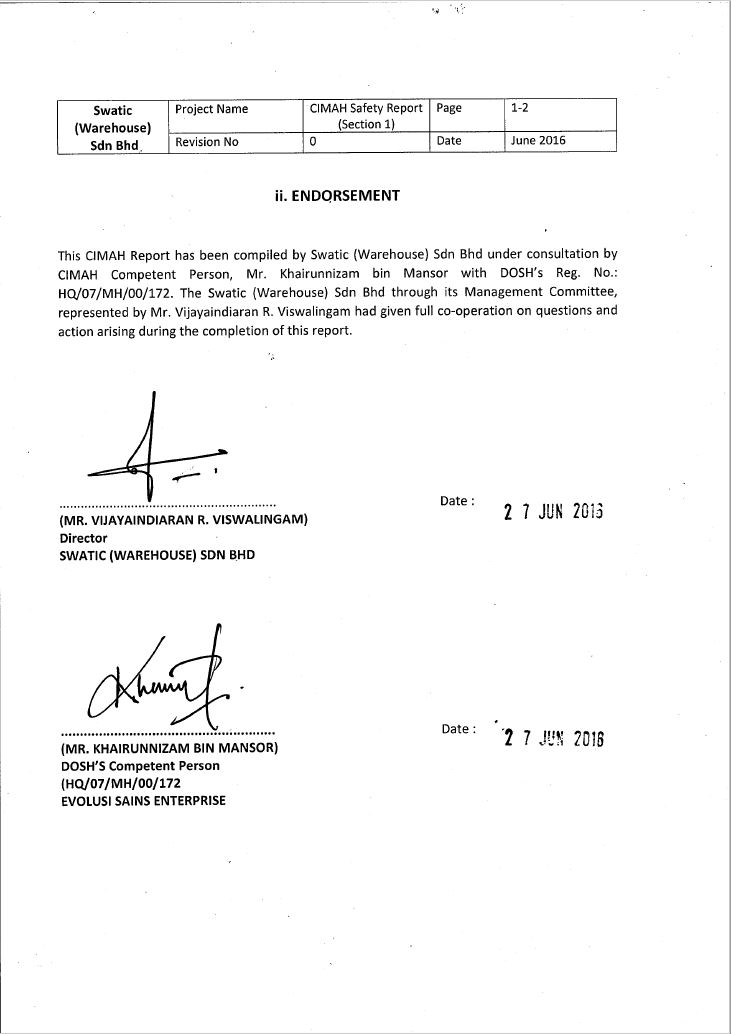 Swatic (Warehouse) Sdn Bhd
Project Name
CIMAH Safety Report (Section 1)
Page
1-2
Revision No
0
Date
June 2016
ii. ENDORSEMENT
This CIMAH Report has been compiled by Swatic (Warehouse) Sdn Bhd under consultation by
CIMAH Competent Person, Mr. Khairunnizam bin Mansor with DOSH's Reg. No.:
HQ/07/MH/00/172. The Swatic (Warehouse) Sdn Bhd through its Management Committee,
represented by Mr. Vijayaindiaran R. Viswalingam had given full co-operation on questions and
action arising during the completion of this report.
Date : 2 7 JUN 2016
(MR. VIJAYAINDIARAN R. VISWALINGAM)
Director
SWATIC (WAREHOUSE) SDN BHD
Date : 2 7 JUN 2016
(MR. KHAIRUNNIZAM BIN MANSOR)
DOSH'S Competent Person
(HQ/07/MH/00/172
EVOLUSI SAINS ENTERPRISE